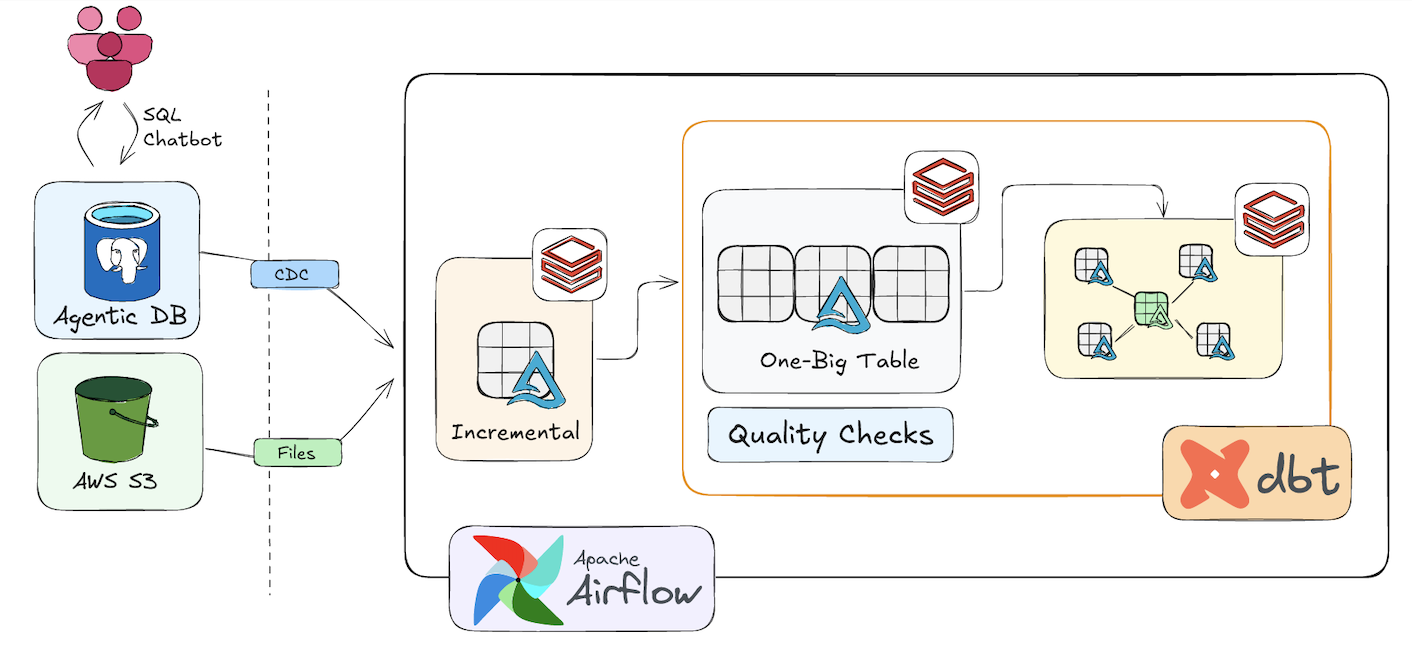 SQL
Chatbot
Agentic DB
CDC
AWS S3
Files
Incremental
One-Big Table
Quality Checks
dbt
Apache
Airflow